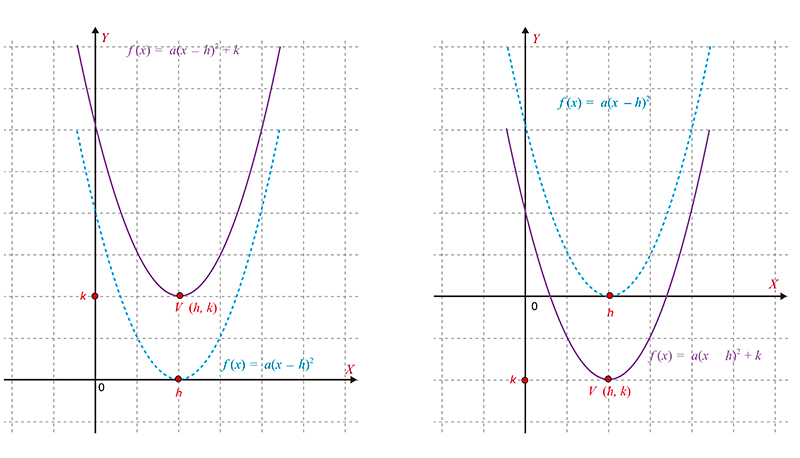 Y
f(x) = a(x – h)² + k
k
V (h, k)
f(x) = a(x – h)²
X
0
h
Y
f(x) = a(x – h)²
X
0
h
f(x) = a(x h)² + k
k
V (h, k)